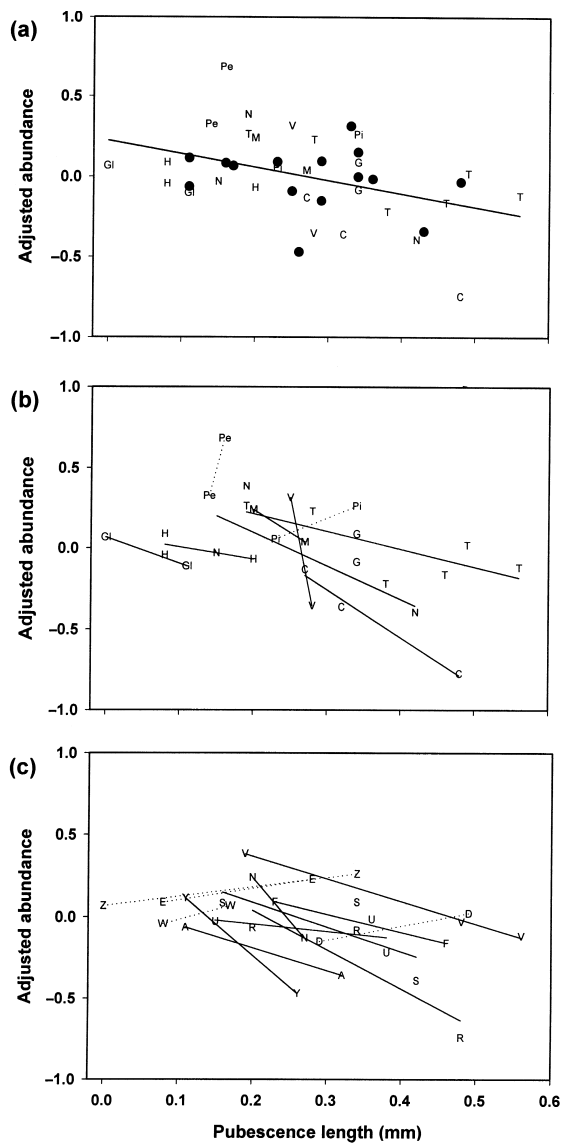 (a)
Adjusted abundance
1.0
0.5
0.0
–0.5
–1.0
Pe
Pe
N
T
M
V
T
Pi
G
Gl
H
Pi
M
T
H
N
H
G
Gl
C
T
T
T
V
C
N
C
(b)
Adjusted abundance
1.0
0.5
0.0
–0.5
–1.0
Pe
Pe
N
T
M
V
T
Pi
Gl
H
Pi
M
G
T
H
N
H
G
Gl
C
T
T
T
V
C
N
C
(c)
Adjusted abundance
1.0
0.5
0.0
–0.5
–1.0
V
N
E
Z
Z
E
Y
S
W
F
S
D
W
U
U
V
A
R
R
N
D
V
F
U
A
S
Y
R
0.0 0.1 0.2 0.3 0.4 0.5 0.6
Pubescence length (mm)